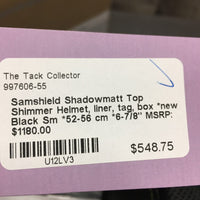 The Tack Collector
997606-55
Samshield Shadowmatt Top
Shimmer Helmet, liner, tag, box *new
Black Sm *52-56 cm *6-7/8" MSRP:
$1180.00
$548.75
U12LV3